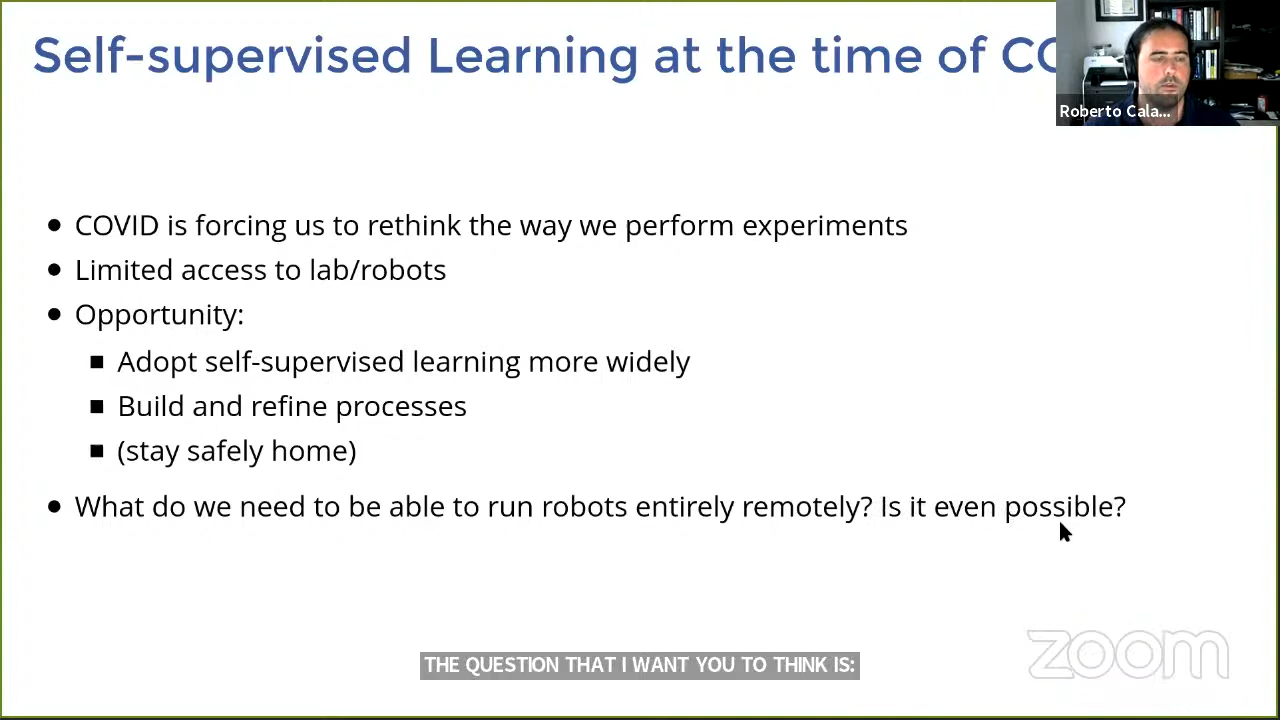 Self-supervised Learning at the time of CO
Roberto Cala...
COVID is forcing us to rethink the way we perform experiments
Limited access to lab/robots
Opportunity:
Adopt self-supervised learning more widely
Build and refine processes
(stay safely home)
What do we need to be able to run robots entirely remotely? Is it even possible?
THE QUESTION THAT I WANT YOU TO THINK IS:
zoom